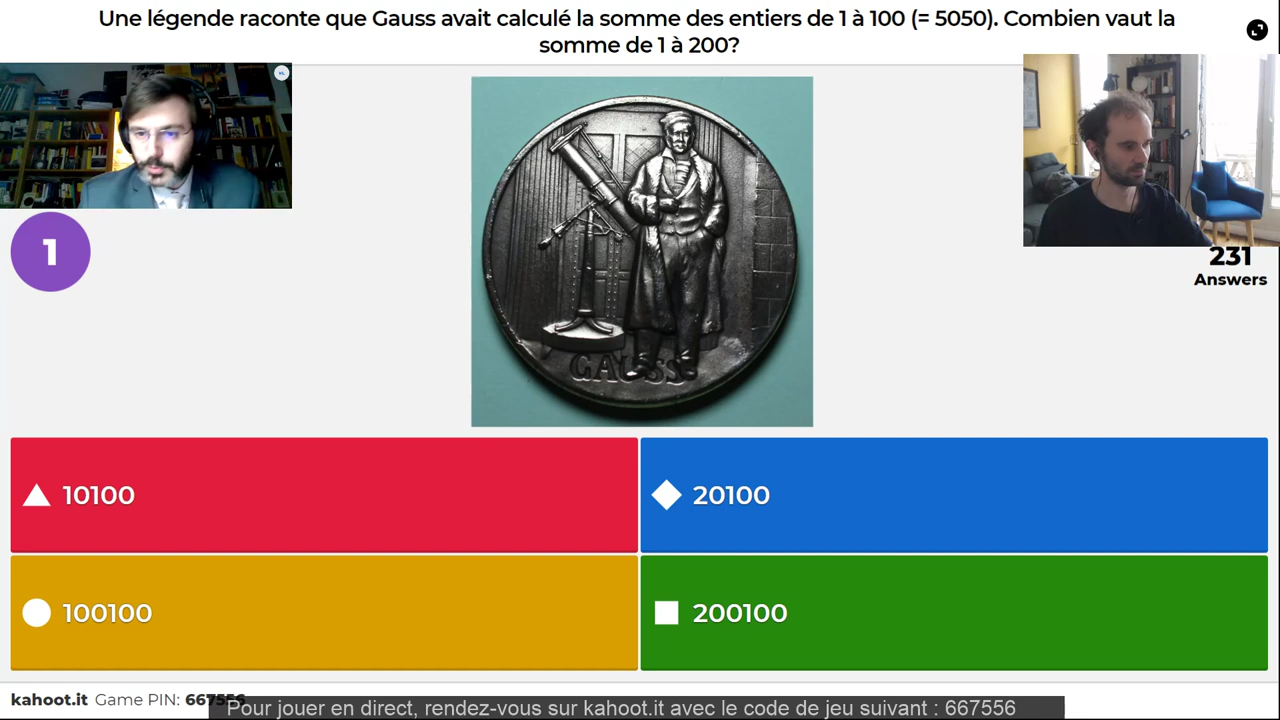 Une légende raconte que Gauss avait calculé la somme des entiers de 1 à 100 (= 5050). Combien vaut la
somme de 1 à 200?
1
231
Answers
GAUSS
10100
20100
100100
200100
kahoot.it Game PIN: 667556
Pour jouer en direct, rendez-vous sur kahoot.it avec le code de jeu suivant : 667556